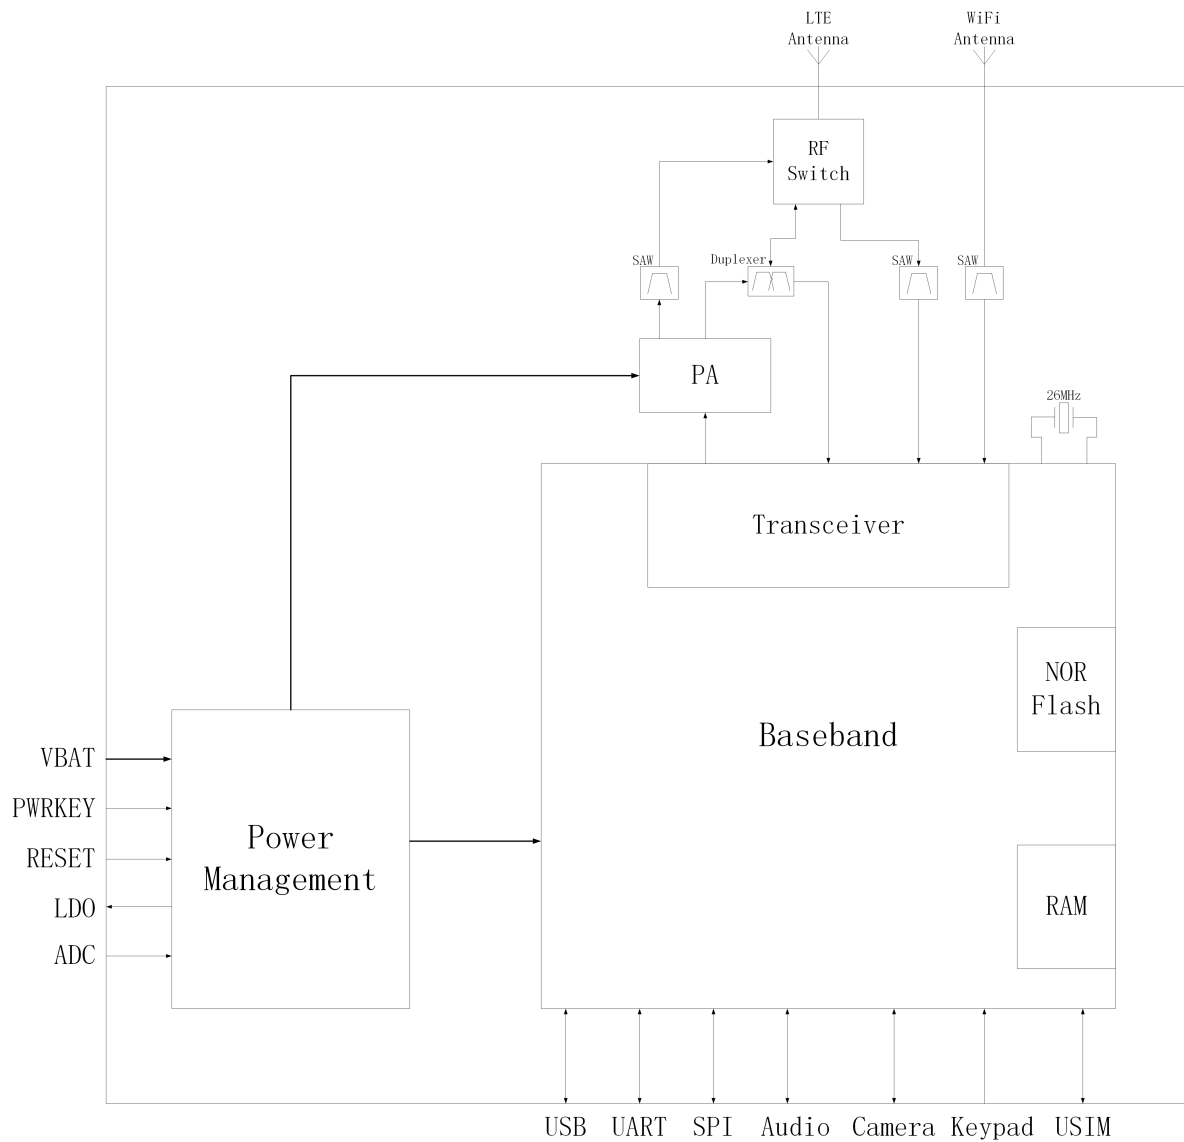 LTE
Antenna
WiFi
Antenna
RF
Switch
SAW
Duplexer
SAW
SAW
PA
26MHz
Transceiver
NOR
Flash
Baseband
VBAT
PWRKEY
RESET
LDO
ADC
Power
Management
RAM
USB
UART
SPI
Audio
Camera
Keypad
USIM